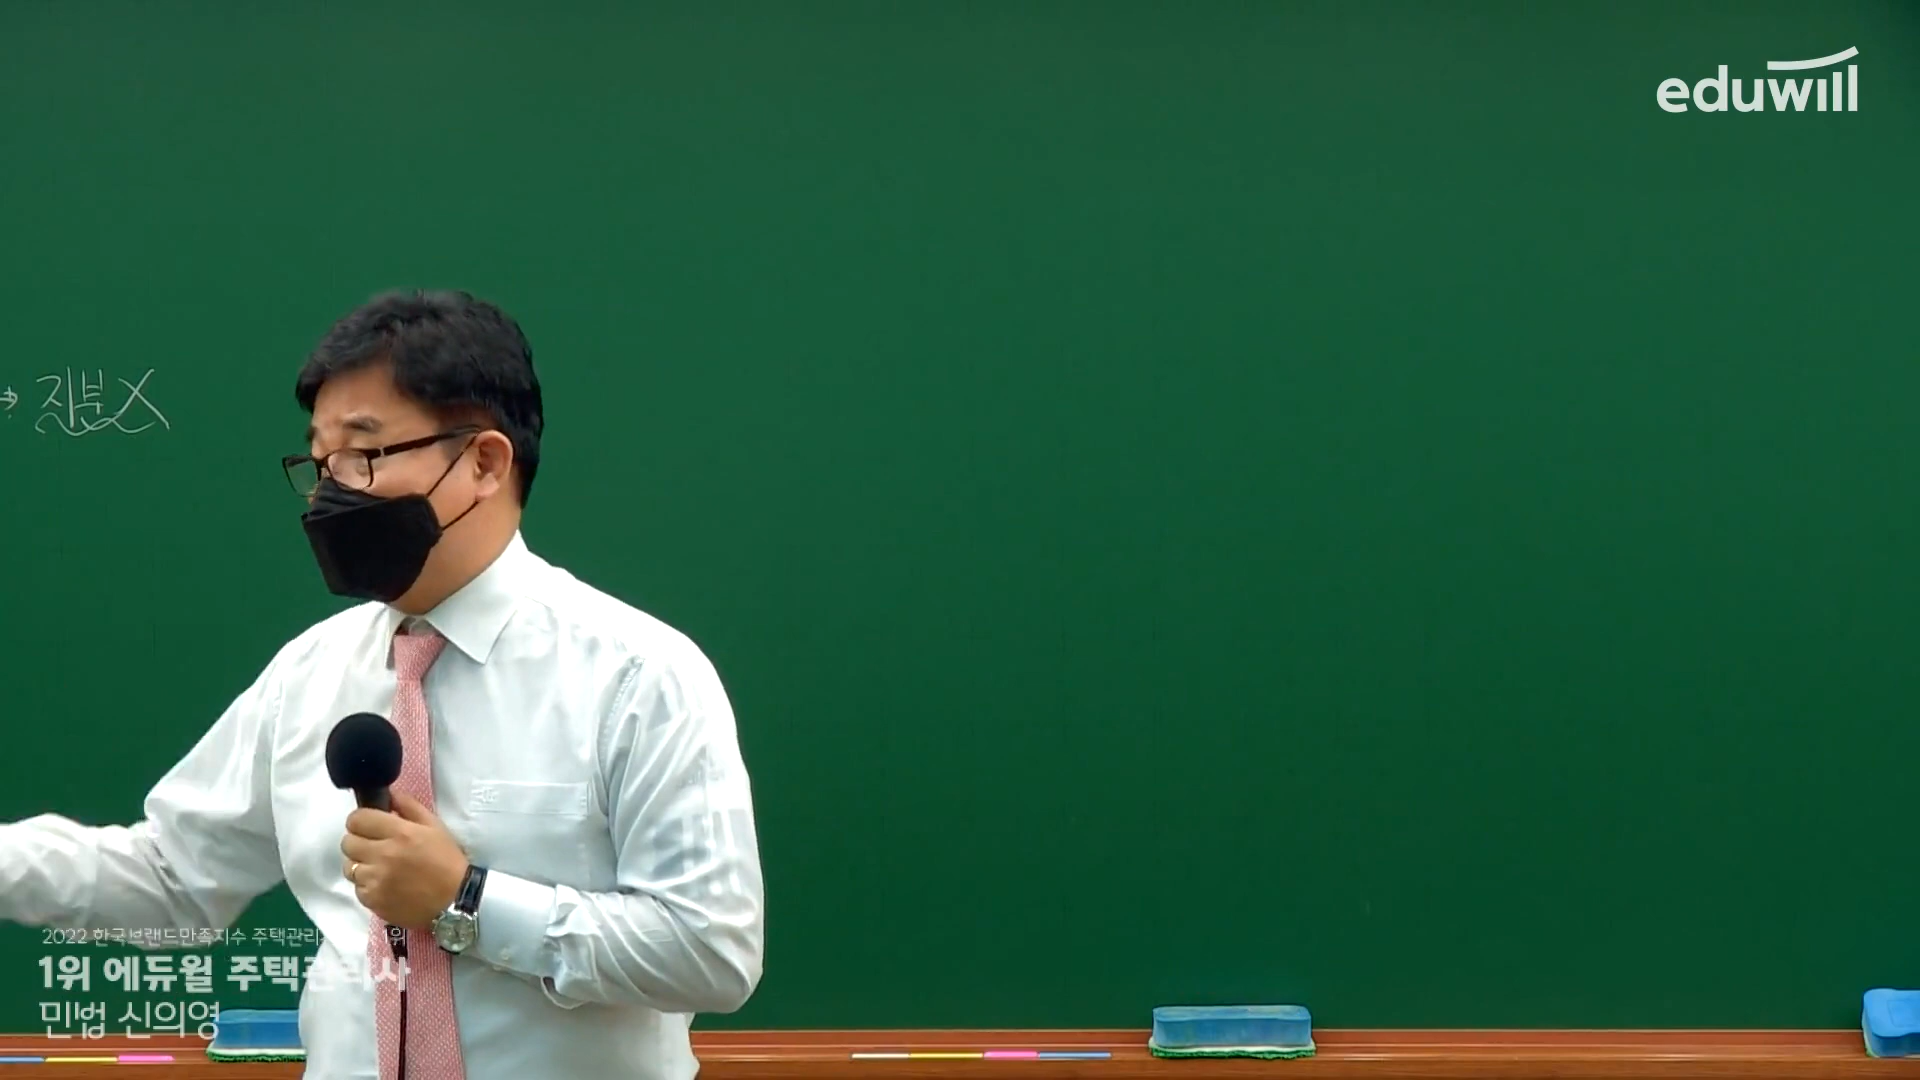 eduwill
→ 지분X
2022 한국브랜드만족지수 주택관리 1위
1위 에듀윌 주택관리사
민법 신의영